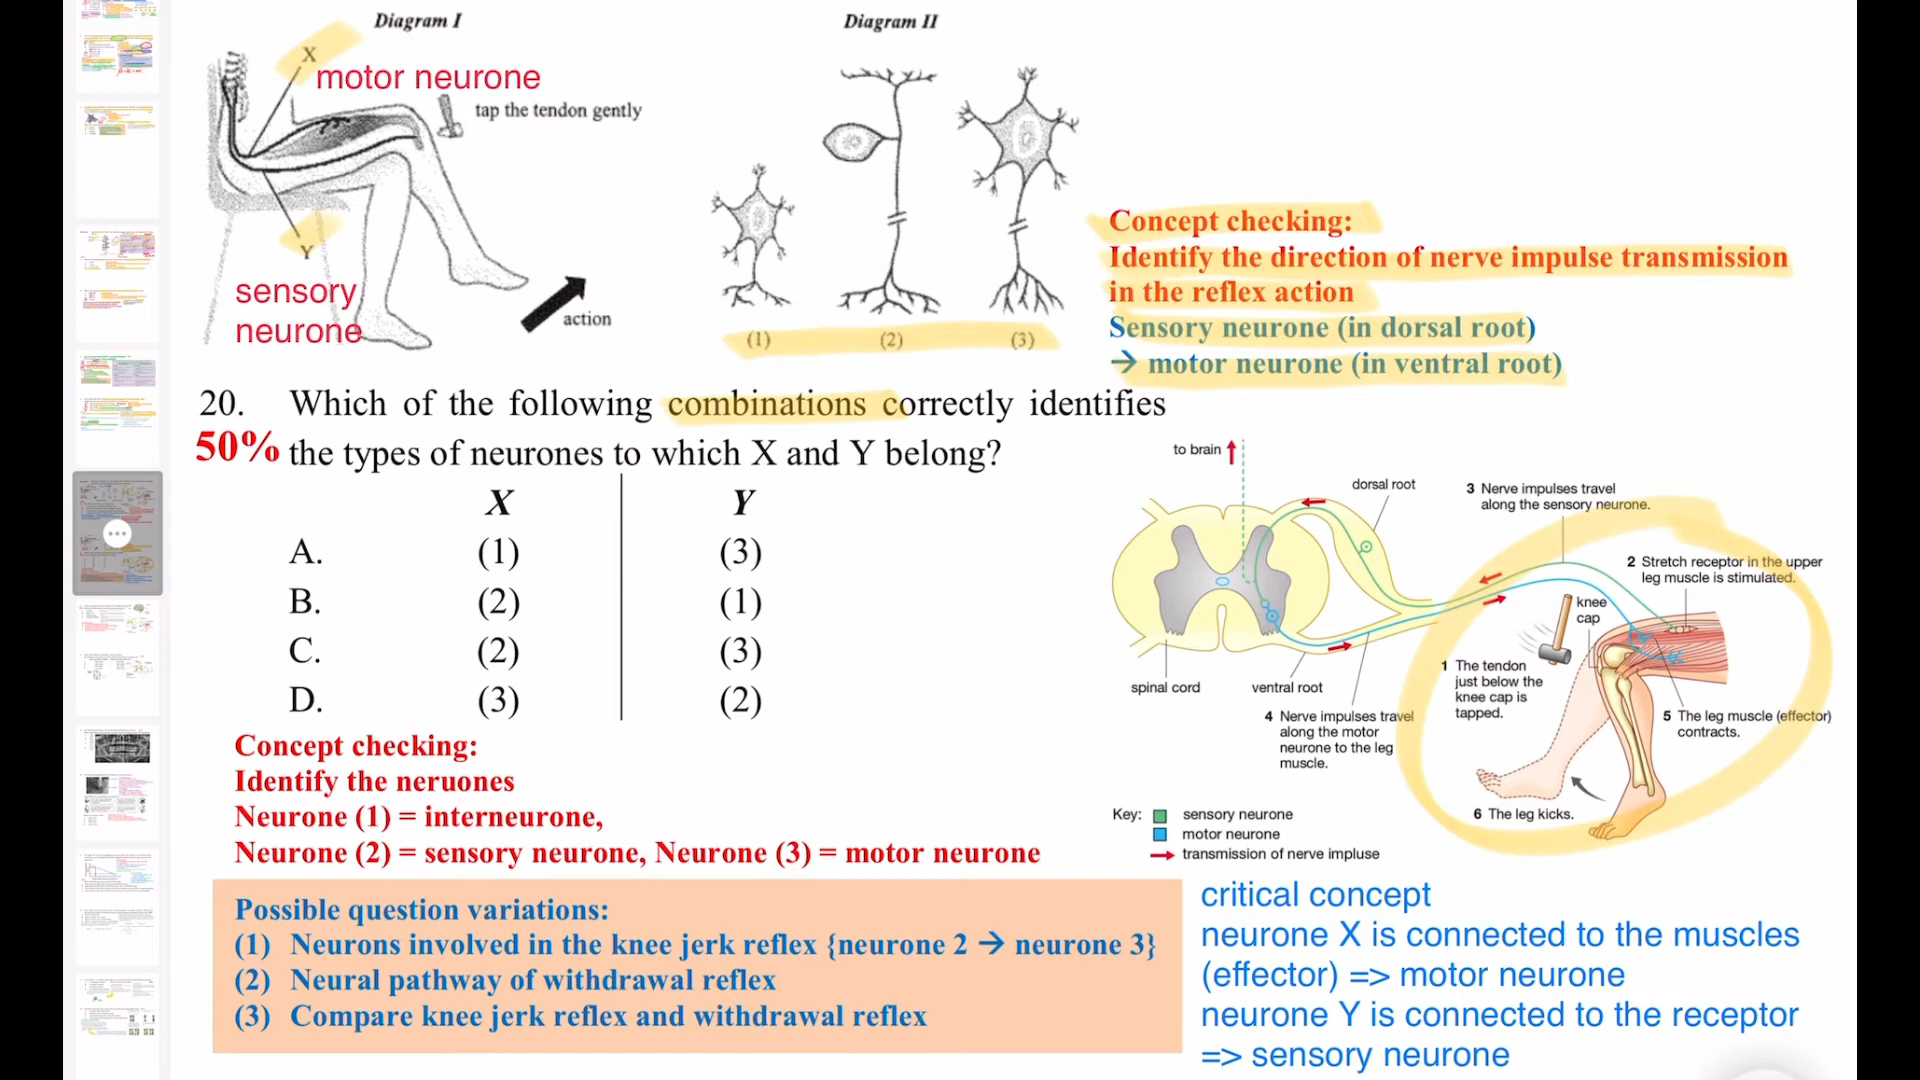 Diagram I
X
motor neurone
tap the tendon gently
Y
sensory
neurone
action
Diagram II
(1)
(2)
(3)
Concept checking:
Identify the direction of nerve impulse transmission
in the reflex action
Sensory neurone (in dorsal root)
→ motor neurone (in ventral root)
20. Which of the following combinations correctly identifies
50% the types of neurones to which X and Y belong?
X Y
A. (1) (3)
B. (2) (1)
C. (2) (3)
D. (3) (2)
Concept checking:
Identify the neruones
Neurone (1) = interneurone,
Neurone (2) = sensory neurone, Neurone (3) = motor neurone
Possible question variations:
(1) Neurons involved in the knee jerk reflex {neurone 2 → neurone 3}
(2) Neural pathway of withdrawal reflex
(3) Compare knee jerk reflex and withdrawal reflex
to brain
dorsal root
3 Nerve impulses travel
along the sensory neurone.
2 Stretch receptor in the upper
leg muscle is stimulated.
knee
cap
1 The tendon
just below the
knee cap is
tapped.
spinal cord
ventral root
4 Nerve impulses travel
along the motor
neurone to the leg
muscle.
5 The leg muscle (effector)
contracts.
6 The leg kicks.
Key:
sensory neurone
motor neurone
transmission of nerve impluse
critical concept
neurone X is connected to the muscles
(effector) => motor neurone
neurone Y is connected to the receptor
=> sensory neurone